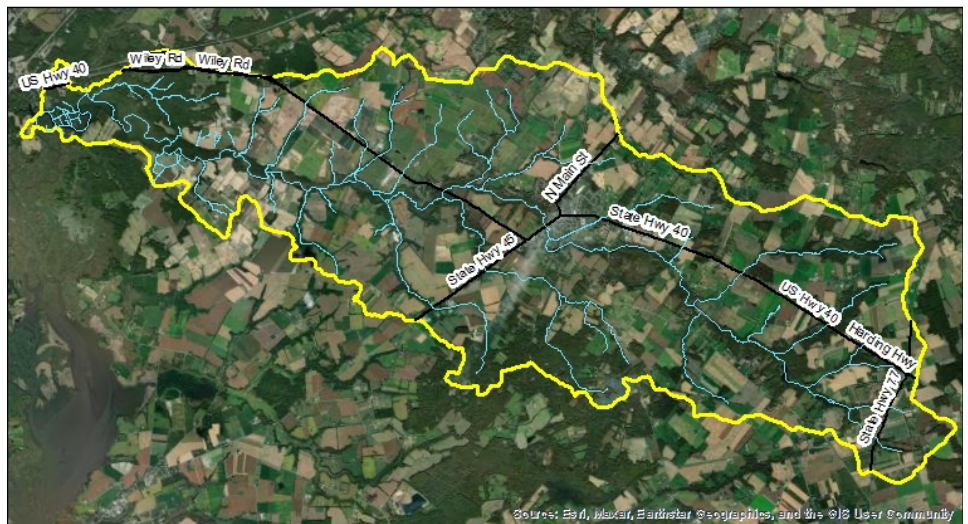 US Hwy 40
Wiley Rd
Wiley Rd
N Main St
State Hwy 40
State Hwy 45
US Hwy 40
Harding Hwy
State Hwy 77
Source: Esri, Maxar, Earthstar Geographics, and the GIS User Community